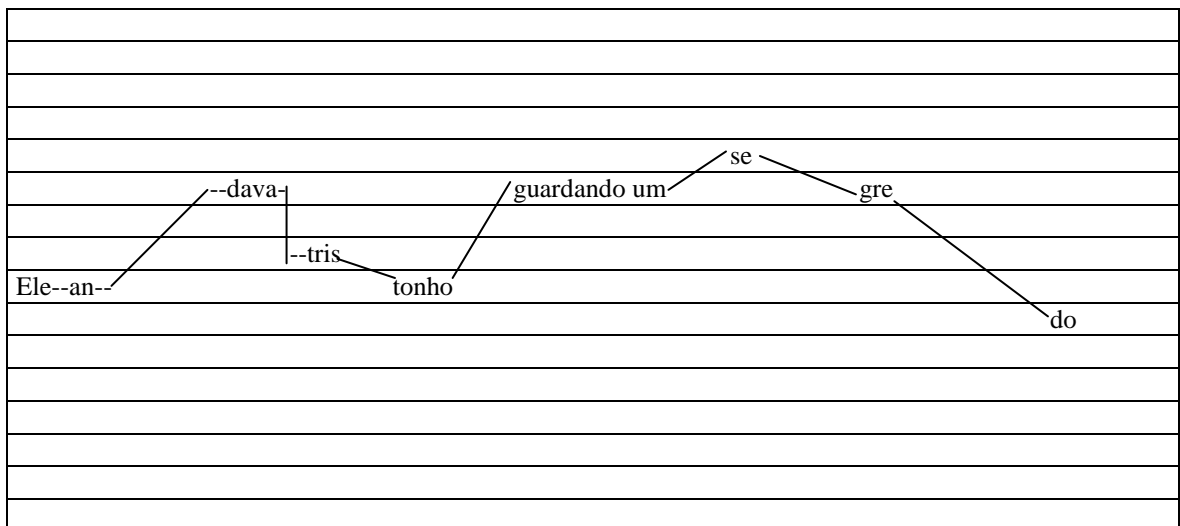 se
--dava- guardando um gre
--tris
Ele--an-- tonho
do